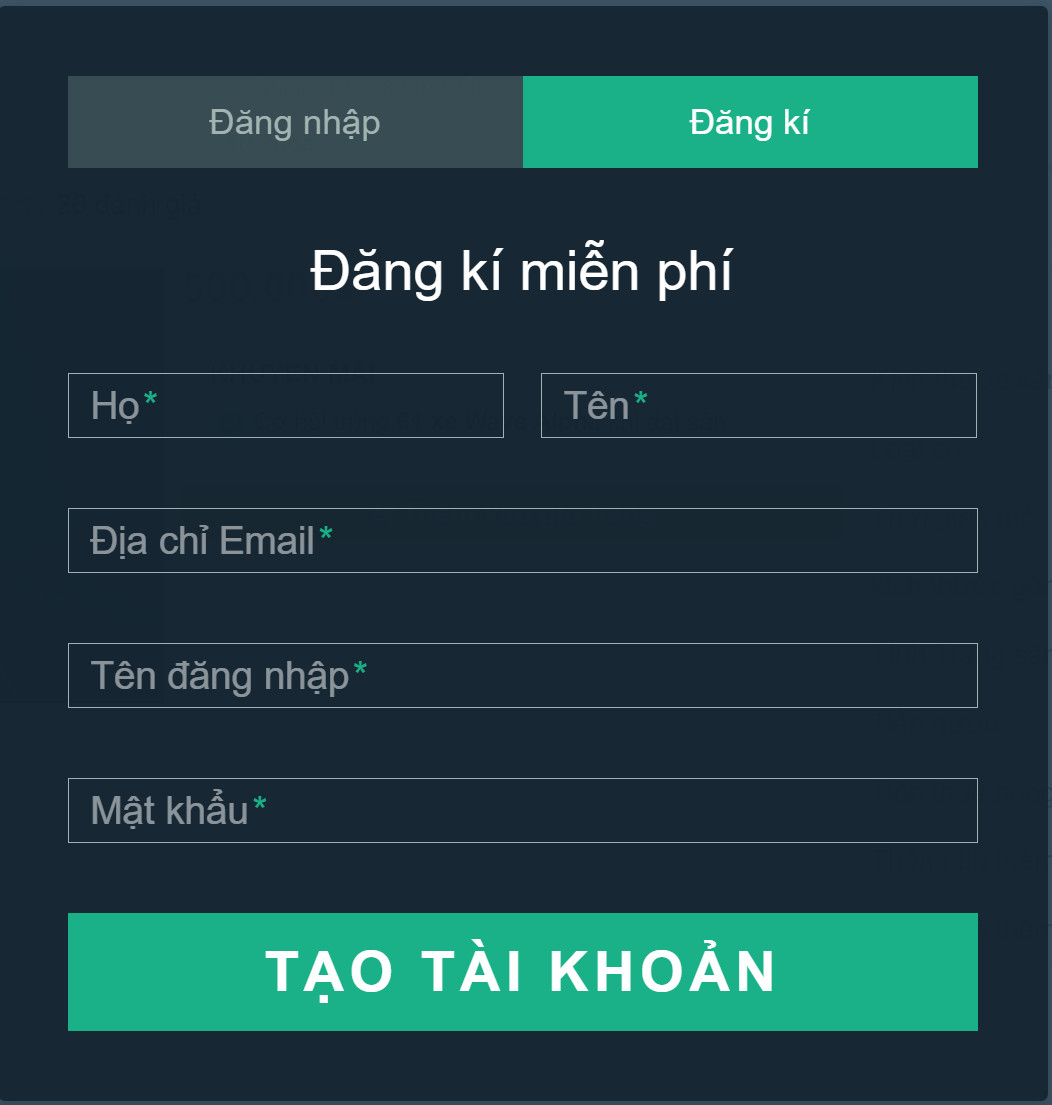 Đăng nhập
Đăng kí
Đăng kí miễn phí
Họ*
Tên*
Địa chỉ Email*
Tên đăng nhập*
Mật khẩu*
TẠO TÀI KHOẢN